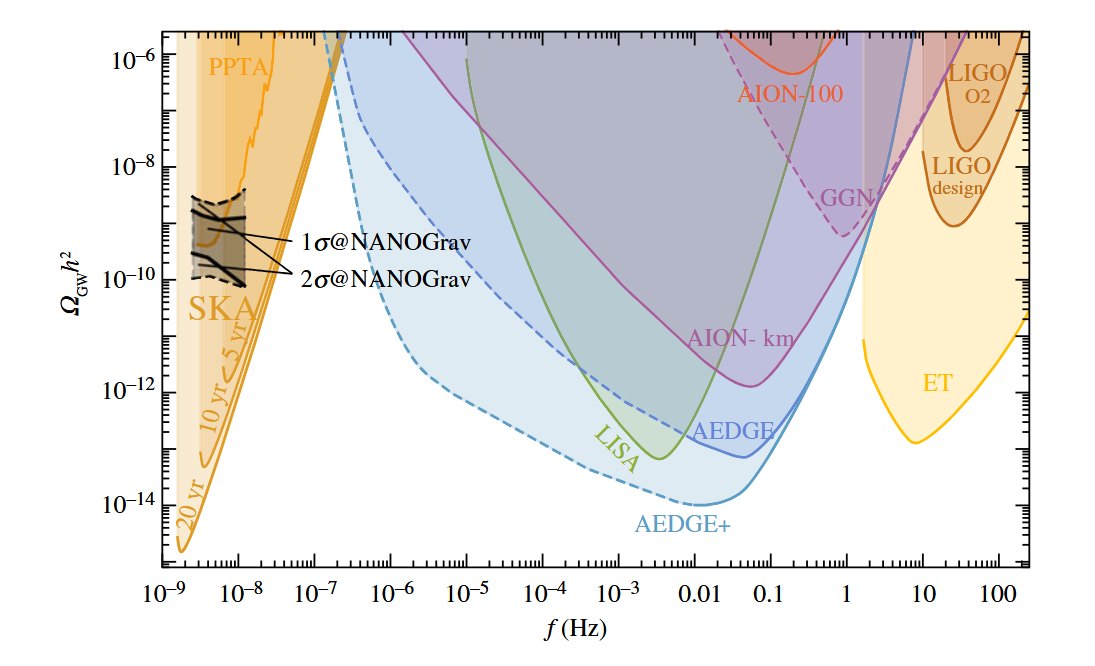 10⁻⁶
10⁻⁸
10⁻¹⁰
10⁻¹²
10⁻¹⁴
Ω_GW h²
PPTA
1σ@NANOGrav
2σ@NANOGrav
SKA
5 yr
10 yr
20 yr
AION-100
GGN
AION- km
LISA
AEDGE
AEDGE+
LIGO
O2
LIGO
design
ET
10⁻⁹ 10⁻⁸ 10⁻⁷ 10⁻⁶ 10⁻⁵ 10⁻⁴ 10⁻³ 0.01 0.1 1 10 100
f (Hz)